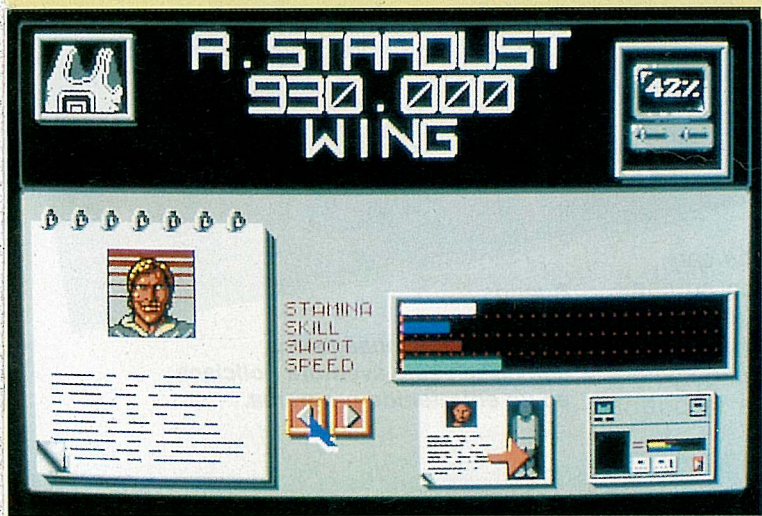 R.STARDUST
930.000
WING
42%
STAMINA
SKILL
SHOOT
SPEED